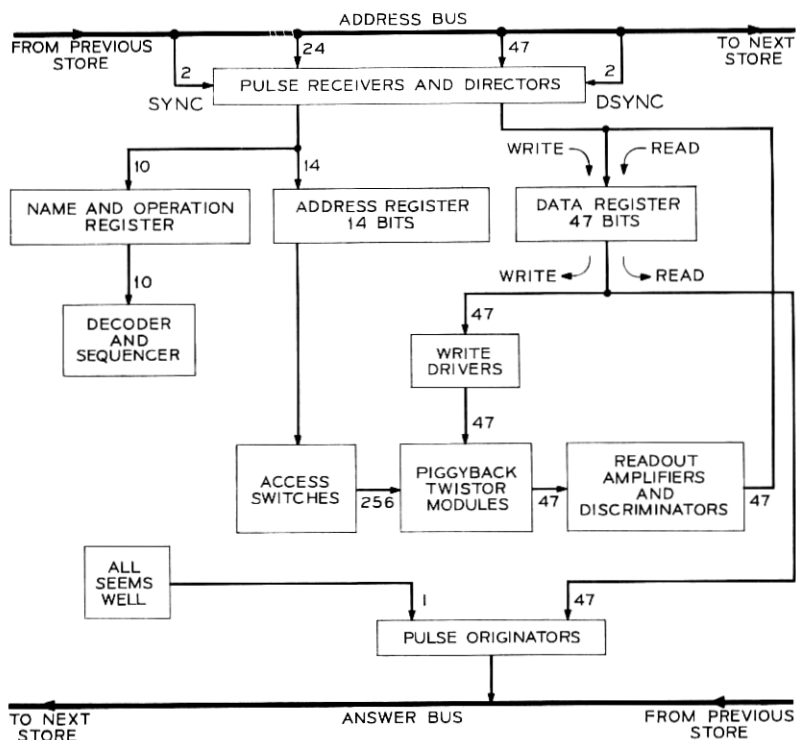 ADDRESS BUS
FROM PREVIOUS
STORE
TO NEXT
STORE
24
47
2
2
SYNC
PULSE RECEIVERS AND DIRECTORS
DSYNC
WRITE
READ
10
14
NAME AND OPERATION
REGISTER
ADDRESS REGISTER
14 BITS
DATA REGISTER
47 BITS
10
WRITE
READ
DECODER
AND
SEQUENCER
47
WRITE
DRIVERS
47
ACCESS
SWITCHES
256
PIGGYBACK
TWISTOR
MODULES
47
READOUT
AMPLIFIERS
AND
DISCRIMINATORS
47
ALL
SEEMS
WELL
1
47
PULSE ORIGINATORS
TO NEXT
STORE
ANSWER BUS
FROM PREVIOUS
STORE